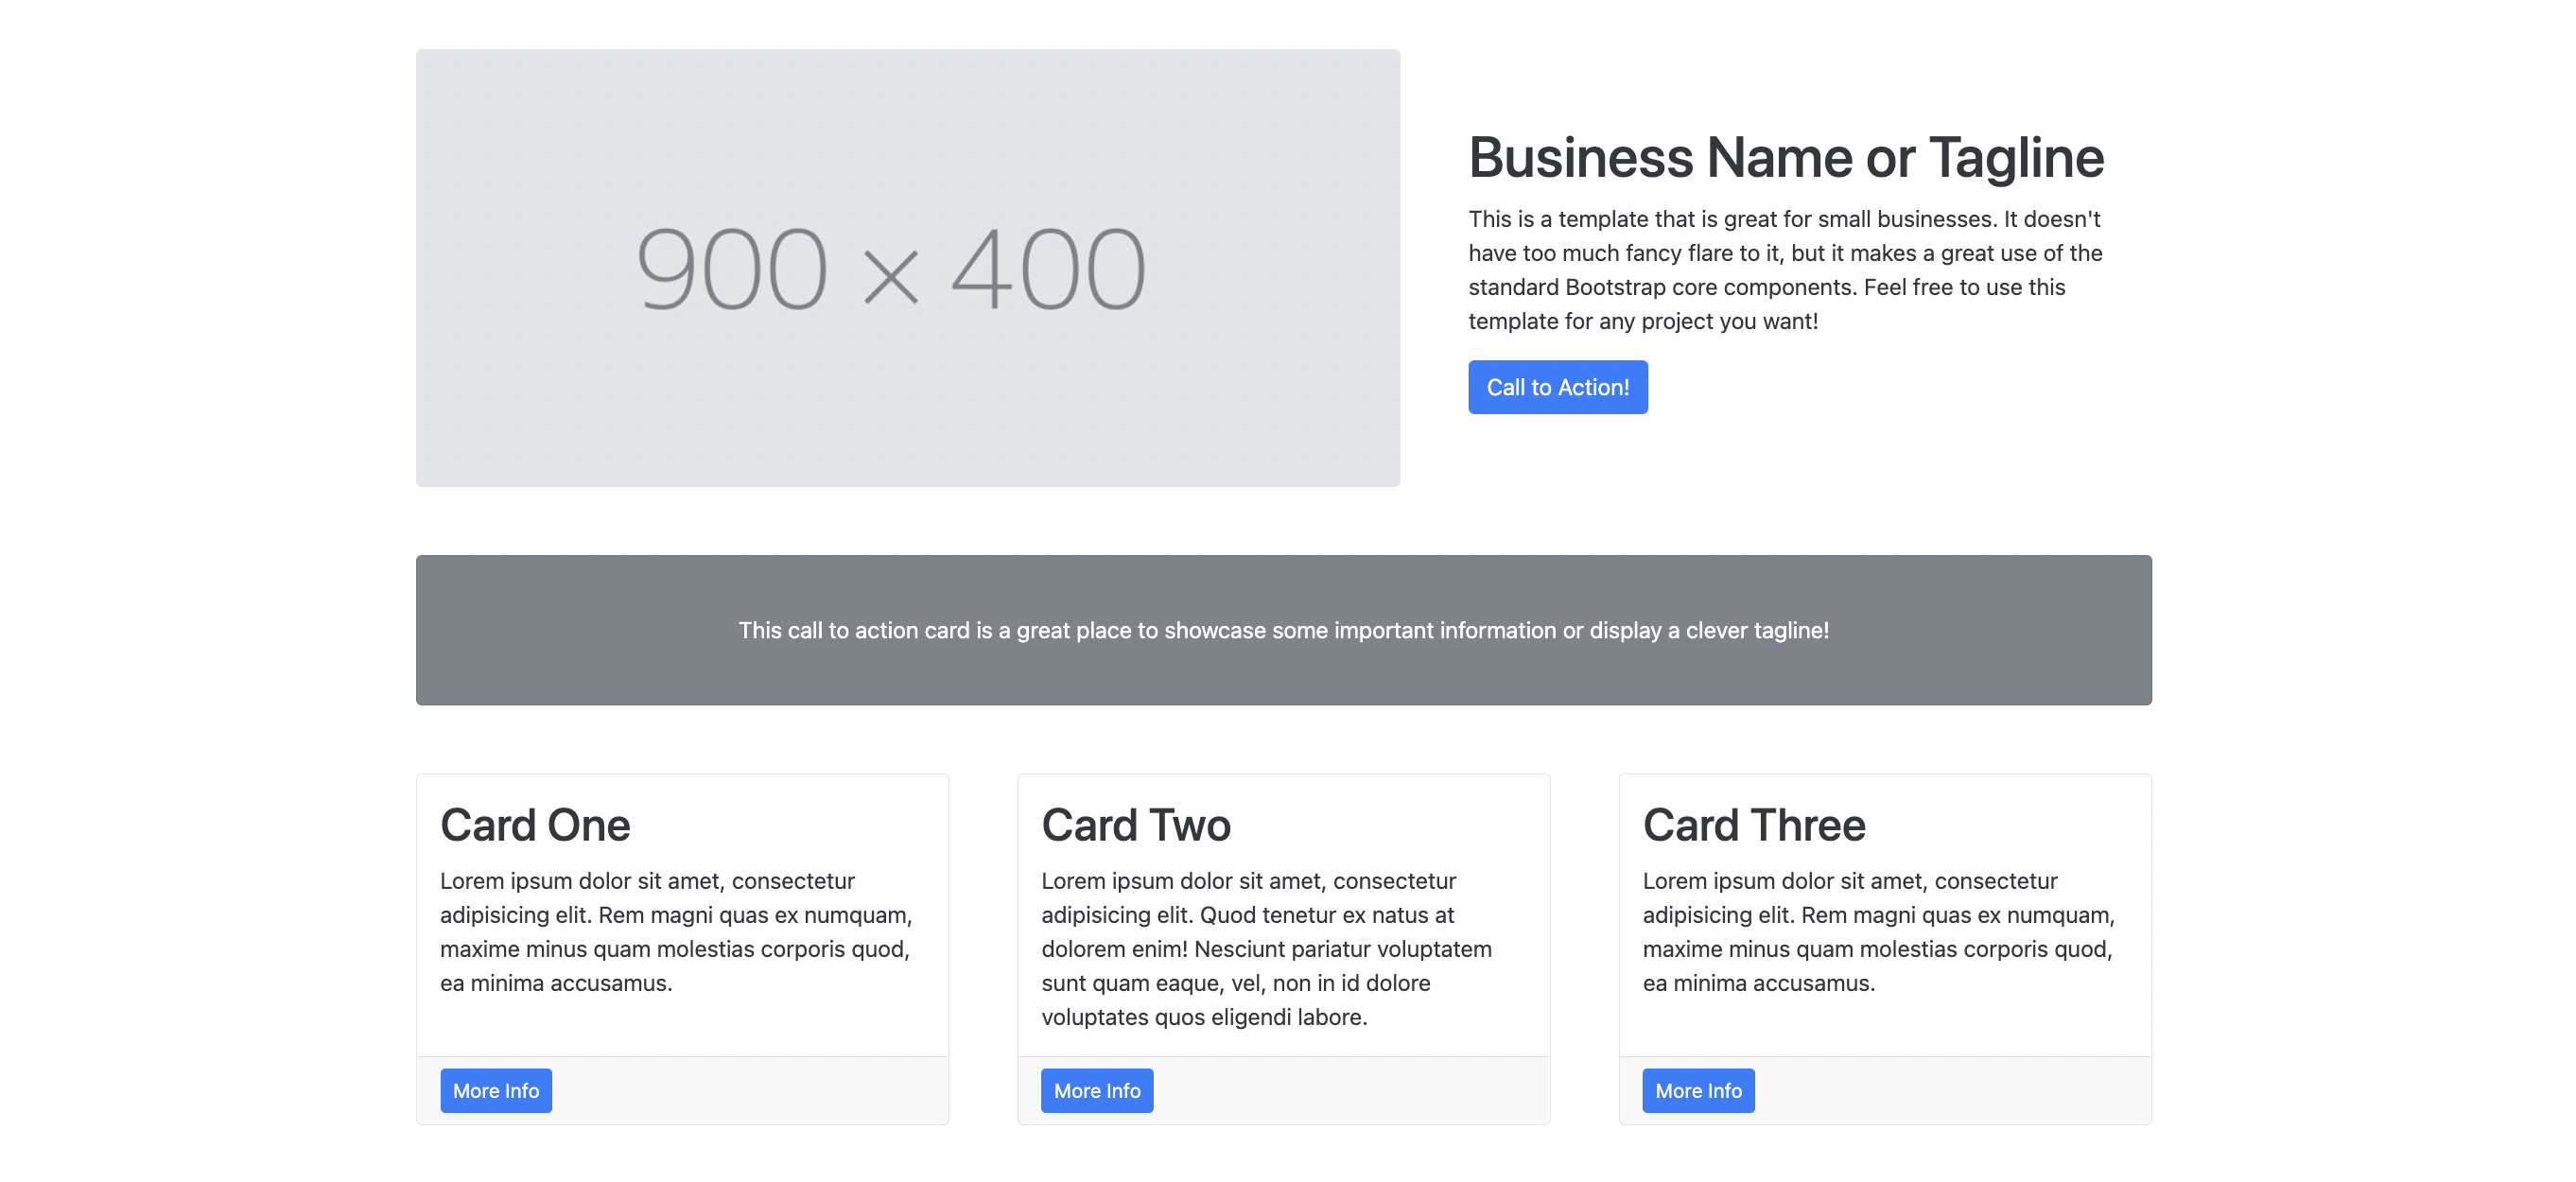 900 × 400
Business Name or Tagline
This is a template that is great for small businesses. It doesn't
have too much fancy flare to it, but it makes a great use of the
standard Bootstrap core components. Feel free to use this
template for any project you want!
Call to Action!
This call to action card is a great place to showcase some important information or display a clever tagline!
Card One
Lorem ipsum dolor sit amet, consectetur
adipisicing elit. Rem magni quas ex numquam,
maxime minus quam molestias corporis quod,
ea minima accusamus.
More Info
Card Two
Lorem ipsum dolor sit amet, consectetur
adipisicing elit. Quod tenetur ex natus at
dolorem enim! Nesciunt pariatur voluptatem
sunt quam eaque, vel, non in id dolore
voluptates quos eligendi labore.
More Info
Card Three
Lorem ipsum dolor sit amet, consectetur
adipisicing elit. Rem magni quas ex numquam,
maxime minus quam molestias corporis quod,
ea minima accusamus.
More Info